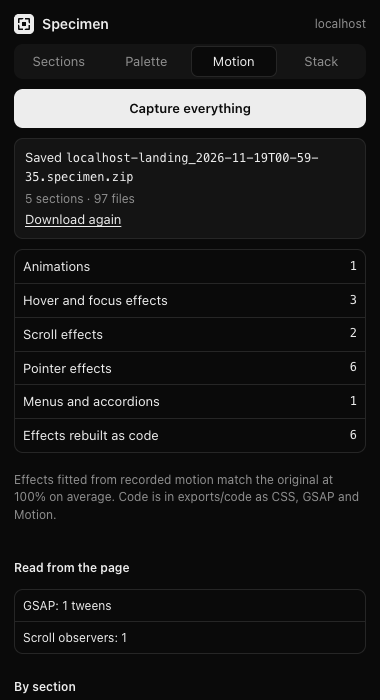 Specimen
localhost
Sections
Palette
Motion
Stack
Capture everything
Saved localhost-landing_2026-11-19T00-59-
35.specimen.zip
5 sections · 97 files
Download again
Animations 1
Hover and focus effects 3
Scroll effects 2
Pointer effects 6
Menus and accordions 1
Effects rebuilt as code 6
Effects fitted from recorded motion match the original at
100% on average. Code is in exports/code as CSS, GSAP and
Motion.
Read from the page
GSAP: 1 tweens
Scroll observers: 1
By section